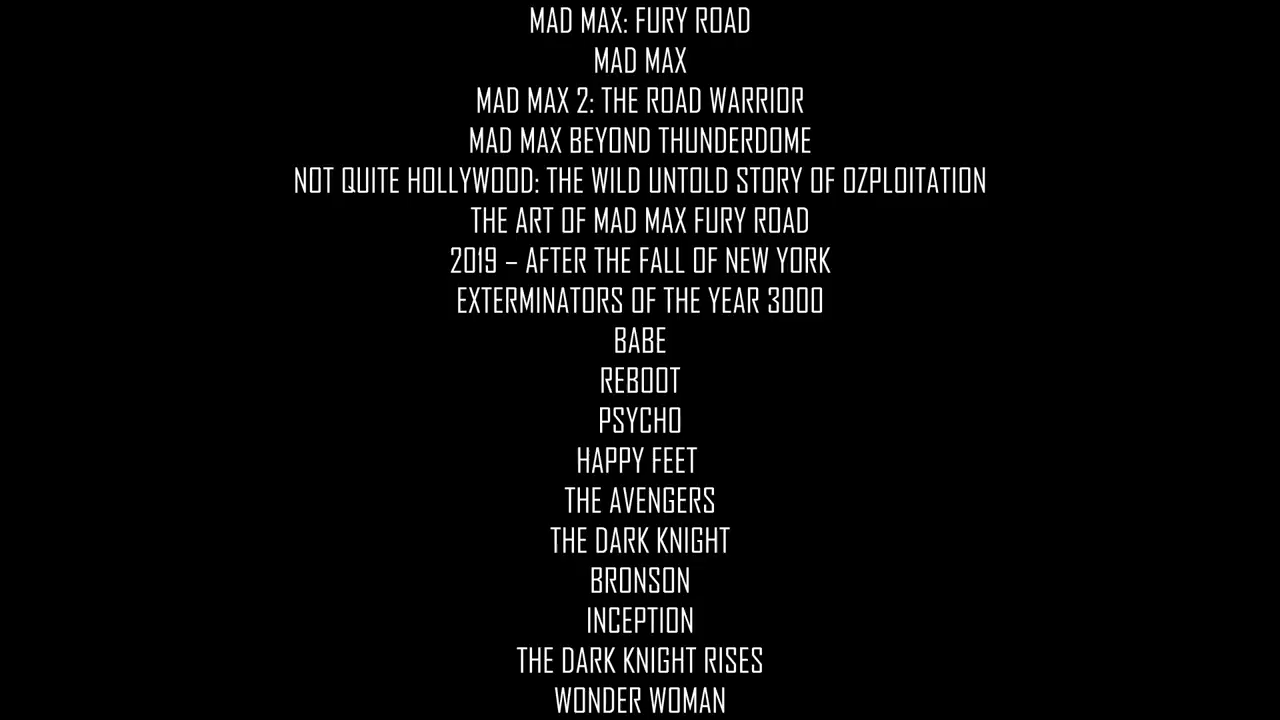 MAD MAX: FURY ROAD
MAD MAX
MAD MAX 2: THE ROAD WARRIOR
MAD MAX BEYOND THUNDERDOME
NOT QUITE HOLLYWOOD: THE WILD UNTOLD STORY OF OZPLOITATION
THE ART OF MAD MAX FURY ROAD
2019 – AFTER THE FALL OF NEW YORK
EXTERMINATORS OF THE YEAR 3000
BABE
REBOOT
PSYCHO
HAPPY FEET
THE AVENGERS
THE DARK KNIGHT
BRONSON
INCEPTION
THE DARK KNIGHT RISES
WONDER WOMAN